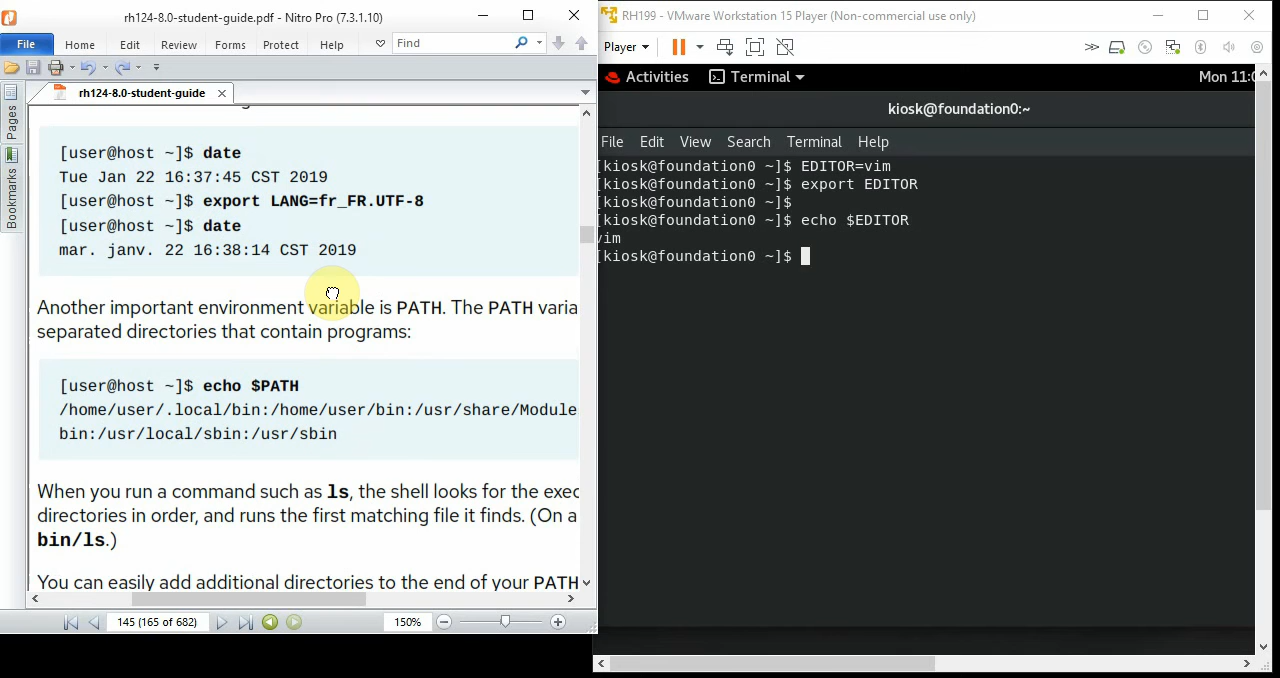 rh124-8.0-student-guide.pdf - Nitro Pro (7.3.1.10)
File Home Edit Review Forms Protect Help Find
rh124-8.0-student-guide
Pages
Bookmarks
[user@host ~]$ date
Tue Jan 22 16:37:45 CST 2019
[user@host ~]$ export LANG=fr_FR.UTF-8
[user@host ~]$ date
mar. janv. 22 16:38:14 CST 2019
Another important environment variable is PATH. The PATH varia
separated directories that contain programs:
[user@host ~]$ echo $PATH
/home/user/.local/bin:/home/user/bin:/usr/share/Module
bin:/usr/local/sbin:/usr/sbin
When you run a command such as ls, the shell looks for the exec
directories in order, and runs the first matching file it finds. (On a
bin/ls.)
You can easily add additional directories to the end of your PATH
145 (165 of 682)
150%
RH199 - VMware Workstation 15 Player (Non-commercial use only)
Player
Activities Terminal Mon 11:0
kiosk@foundation0:~
File Edit View Search Terminal Help
[kiosk@foundation0 ~]$ EDITOR=vim
[kiosk@foundation0 ~]$ export EDITOR
[kiosk@foundation0 ~]$
[kiosk@foundation0 ~]$ echo $EDITOR
vim
[kiosk@foundation0 ~]$